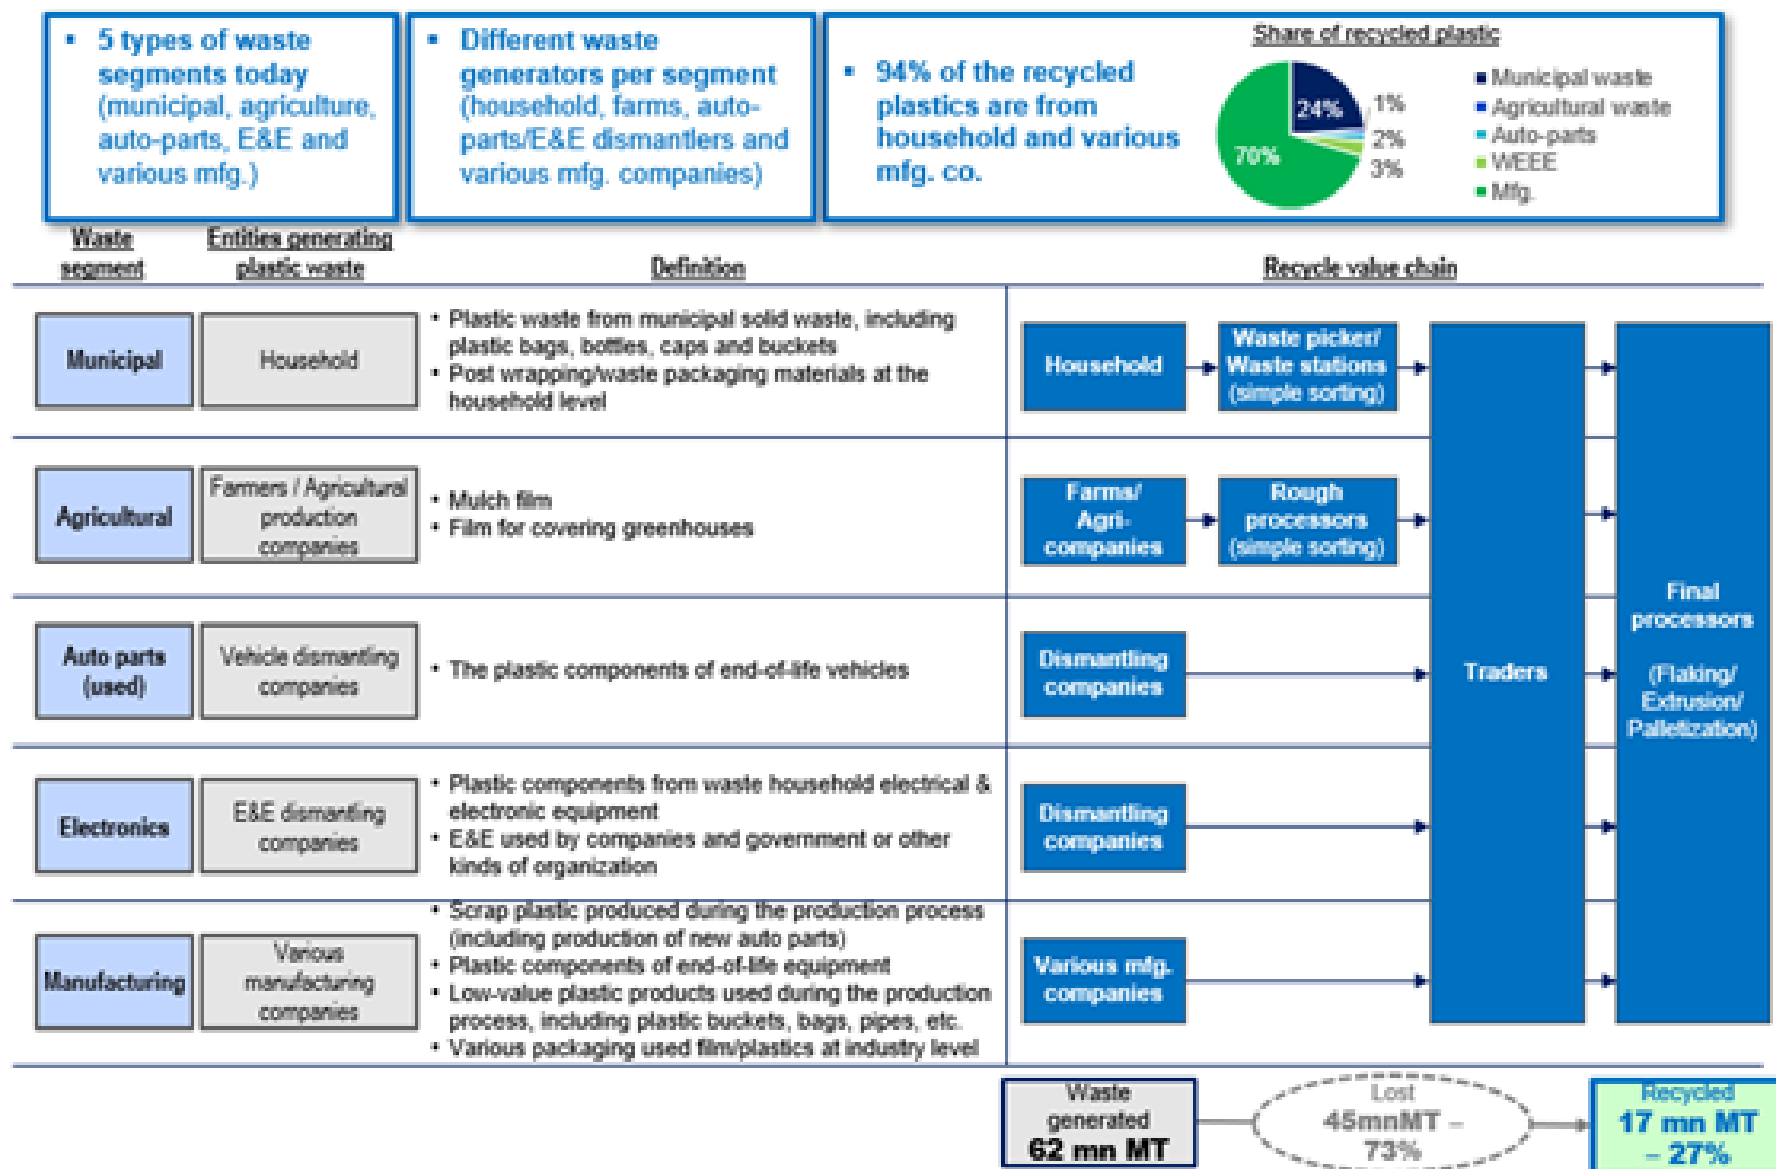 ▪ 5 types of waste
segments today
(municipal, agriculture,
auto-parts, E&E and
various mfg.)
▪ Different waste
generators per segment
(household, farms, auto-
parts/E&E dismantlers and
various mfg. companies)
▪ 94% of the recycled
plastics are from
household and various
mfg. co.
Share of recycled plastic
24%
1%
2%
3%
70%
Municipal waste
Agricultural waste
Auto-parts
WEEE
Mfg.
Waste
segment
Entities generating
plastic waste
Definition
Recycle value chain
Municipal
Household
• Plastic waste from municipal solid waste, including
plastic bags, bottles, caps and buckets
• Post wrapping/waste packaging materials at the
household level
Household
Waste picker/
Waste stations
(simple sorting)
Agricultural
Farmers / Agricultural
production
companies
• Mulch film
• Film for covering greenhouses
Farms/
Agri-
companies
Rough
processors
(simple sorting)
Auto parts
(used)
Vehicle dismantling
companies
• The plastic components of end-of-life vehicles
Dismantling
companies
Traders
Final
processors
(Flaking/
Extrusion/
Palletization)
Electronics
E&E dismantling
companies
• Plastic components from waste household electrical &
electronic equipment
• E&E used by companies and government or other
kinds of organization
Dismantling
companies
Manufacturing
Various
manufacturing
companies
• Scrap plastic produced during the production process
(including production of new auto parts)
• Plastic components of end-of-life equipment
• Low-value plastic products used during the production
process, including plastic buckets, bags, pipes, etc.
• Various packaging used film/plastics at industry level
Various mfg.
companies
Waste
generated
62 mn MT
Lost
45mnMT –
73%
Recycled
17 mn MT
– 27%